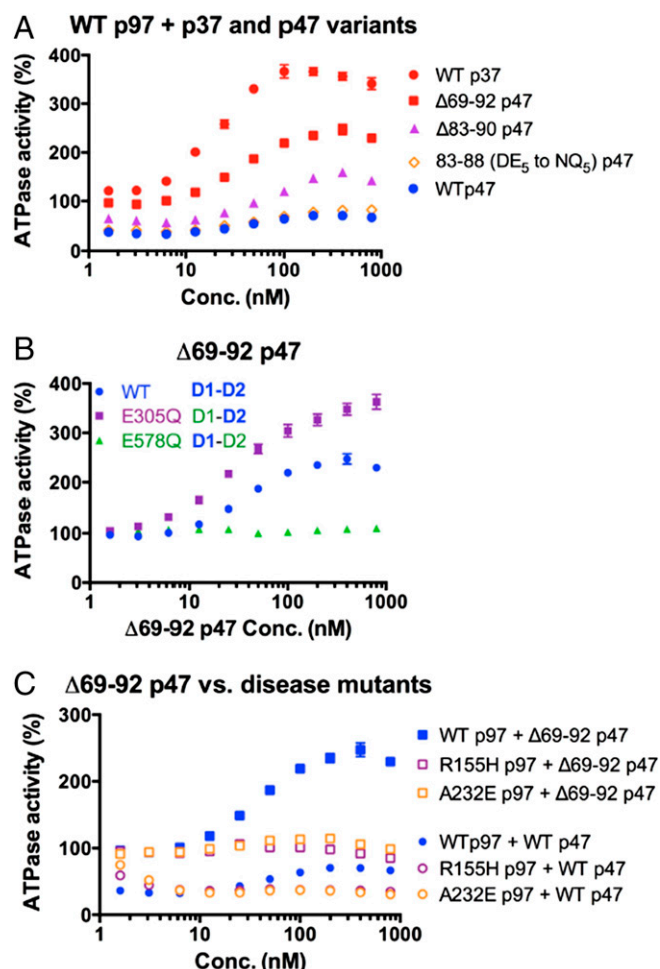 A
WT p97 + p37 and p47 variants
ATPase activity (%)
400
300
200
100
0
1
10
100
1000
Conc. (nM)
WT p37
Δ69-92 p47
Δ83-90 p47
83-88 (DE5 to NQ5) p47
WTp47
B
Δ69-92 p47
ATPase activity (%)
400
300
200
100
0
WT D1-D2
E305Q D1-D2
E578Q D1-D2
1
10
100
1000
Δ69-92 p47 Conc. (nM)
C
Δ69-92 p47 vs. disease mutants
ATPase activity (%)
300
200
100
0
1
10
100
1000
Conc. (nM)
WT p97 + Δ69-92 p47
R155H p97 + Δ69-92 p47
A232E p97 + Δ69-92 p47
WTp97 + WT p47
R155H p97 + WT p47
A232E p97 + WT p47